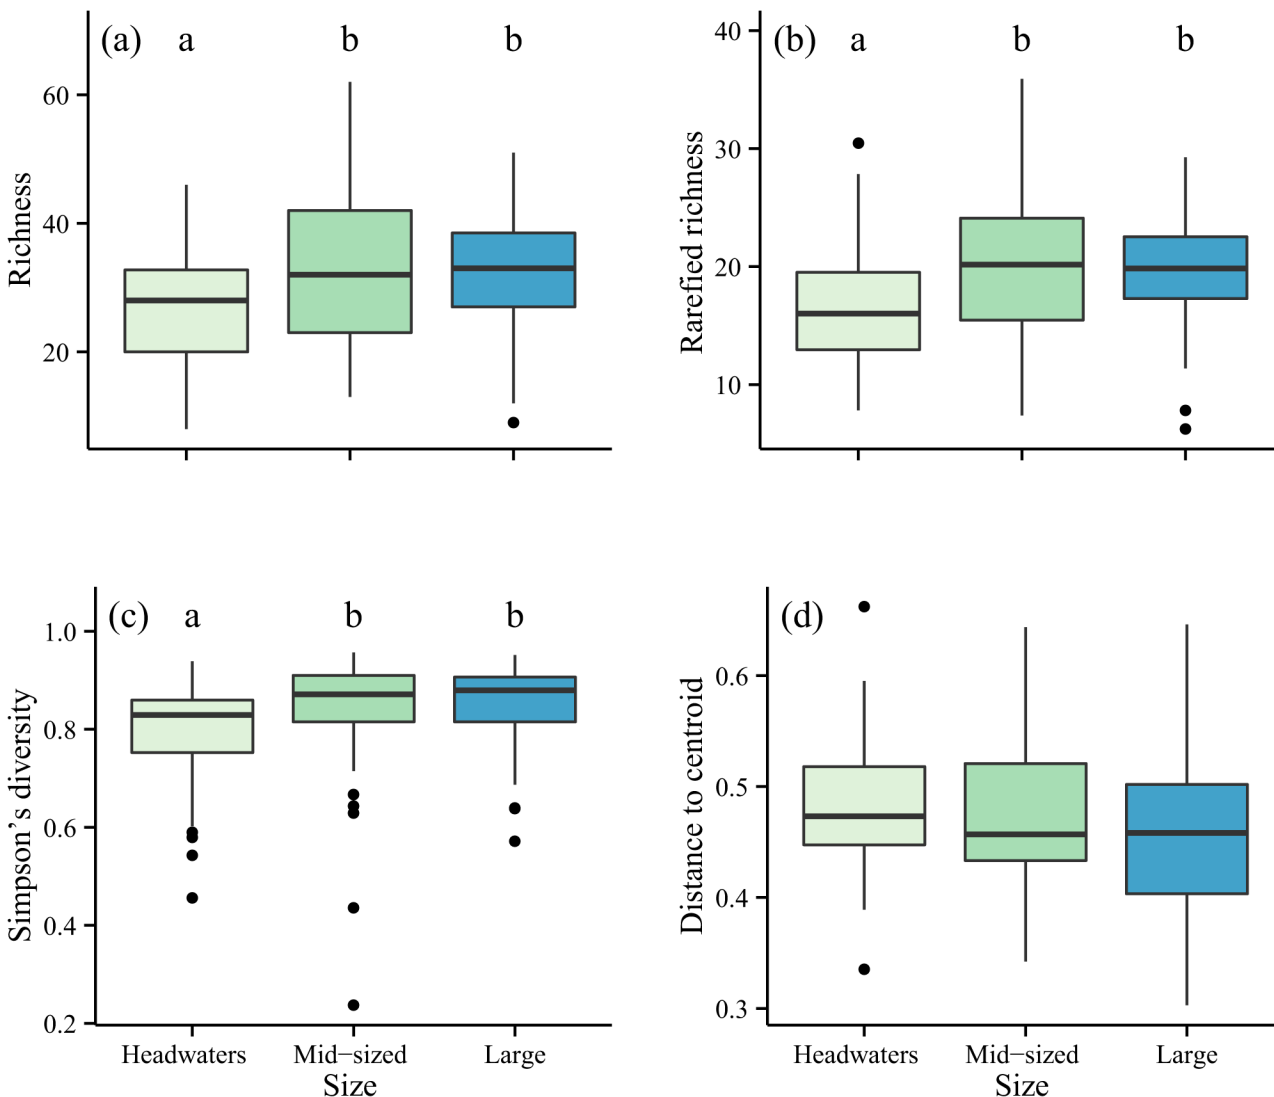 (a) a b b
60
40
20
Richness
(b) a b b
40
30
20
10
Rarefied richness
(c) a b b
1.0
0.8
0.6
0.4
0.2
Simpson’s diversity
Headwaters Mid−sized Large
Size
(d)
0.6
0.5
0.4
0.3
Distance to centroid
Headwaters Mid−sized Large
Size